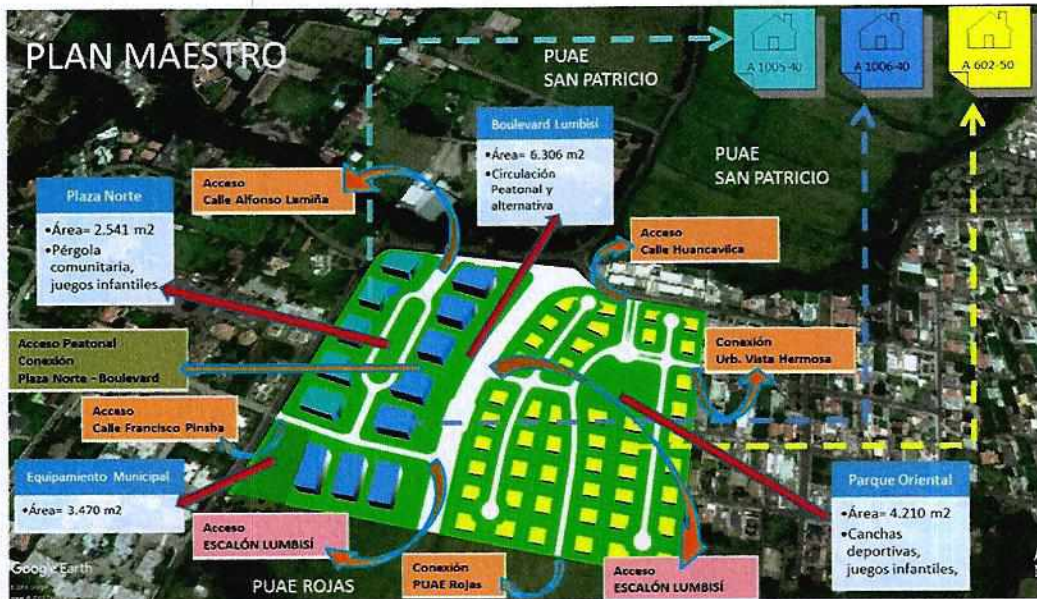 PLAN MAESTRO
PUAE
SAN PATRICIO
A 1005-40
A 1006-40
A 602-50
Boulevard Lumbisí
•Área= 6.306 m2
•Circulación
Peatonal y
alternativa
PUAE
SAN PATRICIO
Acceso
Calle Alfonso Lamiña
Plaza Norte
•Área= 2.541 m2
•Pérgola
comunitaria,
juegos infantiles
Acceso
Calle Huancavilca
Acceso Peatonal
Conexión
Plaza Norte - Boulevard
Conexión
Urb. Vista Hermosa
Acceso
Calle Francisco Pinsha
Equipamiento Municipal
•Área= 3.470 m2
Parque Oriental
•Área= 4.210 m2
•Canchas
deportivas,
juegos infantiles,
Acceso
ESCALÓN LUMBISÍ
Conexión
PUAE Rojas
Acceso
ESCALÓN LUMBISÍ
Google Earth
PUAE ROJAS